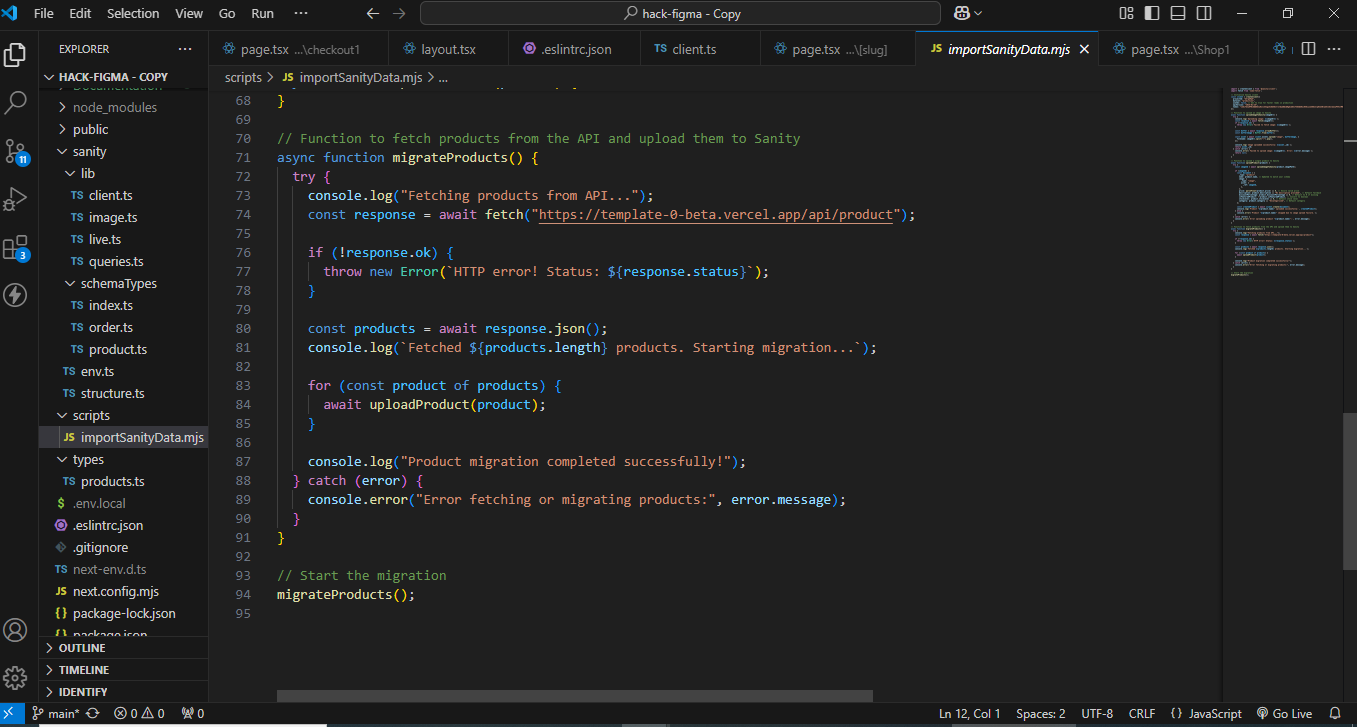 File Edit Selection View Go Run ··· hack-figma - Copy
EXPLORER ···
HACK-FIGMA - COPY
Documentation
node_modules
public
sanity
lib
TS client.ts
TS image.ts
TS live.ts
TS queries.ts
schemaTypes
TS index.ts
TS order.ts
TS product.ts
TS env.ts
TS structure.ts
scripts
JS importSanityData.mjs
types
TS products.ts
$ .env.local
.eslintrc.json
.gitignore
TS next-env.d.ts
JS next.config.mjs
{} package-lock.json
{} package.json
OUTLINE
TIMELINE
IDENTIFY
11
3
page.tsx ...\checkout1 layout.tsx .eslintrc.json TS client.ts page.tsx ...\[slug] JS importSanityData.mjs page.tsx ...\Shop1
scripts > JS importSanityData.mjs > ...
68 }
69
70 // Function to fetch products from the API and upload them to Sanity
71 async function migrateProducts() {
72 try {
73 console.log("Fetching products from API...");
74 const response = await fetch("https://template-0-beta.vercel.app/api/product");
75
76 if (!response.ok) {
77 throw new Error(`HTTP error! Status: ${response.status}`);
78 }
79
80 const products = await response.json();
81 console.log(`Fetched ${products.length} products. Starting migration...`);
82
83 for (const product of products) {
84 await uploadProduct(product);
85 }
86
87 console.log("Product migration completed successfully!");
88 } catch (error) {
89 console.error("Error fetching or migrating products:", error.message);
90 }
91 }
92
93 // Start the migration
94 migrateProducts();
95
main* 0 0 0 Ln 12, Col 1 Spaces: 2 UTF-8 CRLF {} JavaScript Go Live